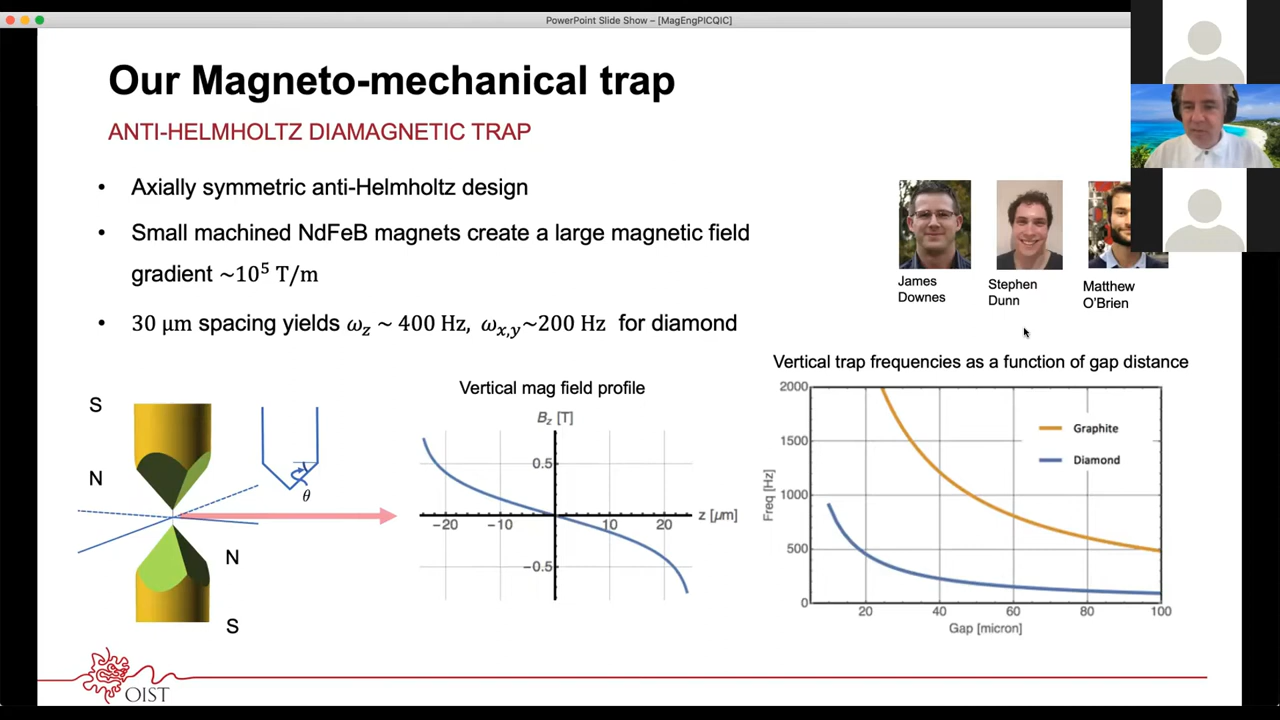 PowerPoint Slide Show – [MagEngPICQIC]
Our Magneto-mechanical trap
ANTI-HELMHOLTZ DIAMAGNETIC TRAP
• Axially symmetric anti-Helmholtz design
• Small machined NdFeB magnets create a large magnetic field
gradient ~10⁵ T/m
• 30 μm spacing yields ω_z ~ 400 Hz, ω_x,y~200 Hz for diamond
James
Downes
Stephen
Dunn
Matthew
O'Brien
S
N
θ
N
S
Vertical mag field profile
B_z [T]
0.5
−20 −10 10 20 z [μm]
−0.5
Vertical trap frequencies as a function of gap distance
2000
1500
1000
500
0
Freq [Hz]
Graphite
Diamond
20 40 60 80 100
Gap [micron]
OIST